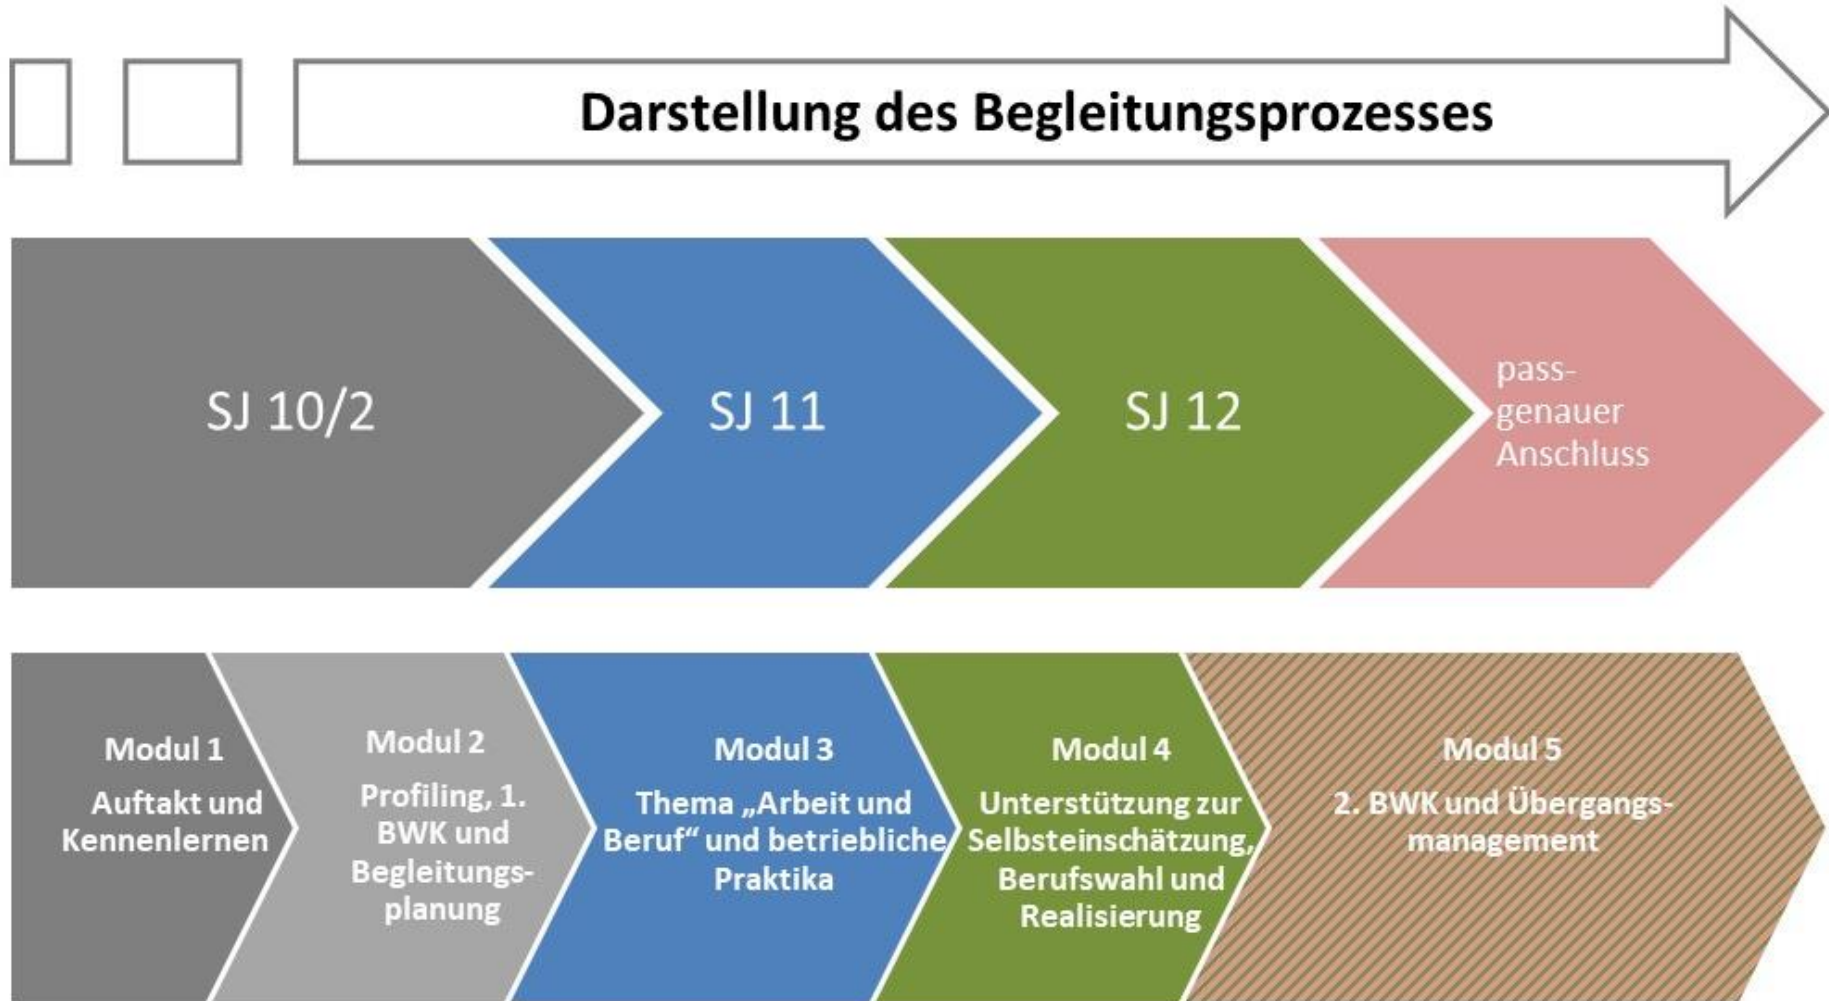 Darstellung des Begleitungsprozesses
SJ 10/2
SJ 11
SJ 12
pass-
genauer
Anschluss
Modul 1
Auftakt und
Kennenlernen
Modul 2
Profiling, 1.
BWK und
Begleitungs-
planung
Modul 3
Thema „Arbeit und
Beruf“ und betriebliche
Praktika
Modul 4
Unterstützung zur
Selbsteinschätzung,
Berufswahl und
Realisierung
Modul 5
2. BWK und Übergangs-
management